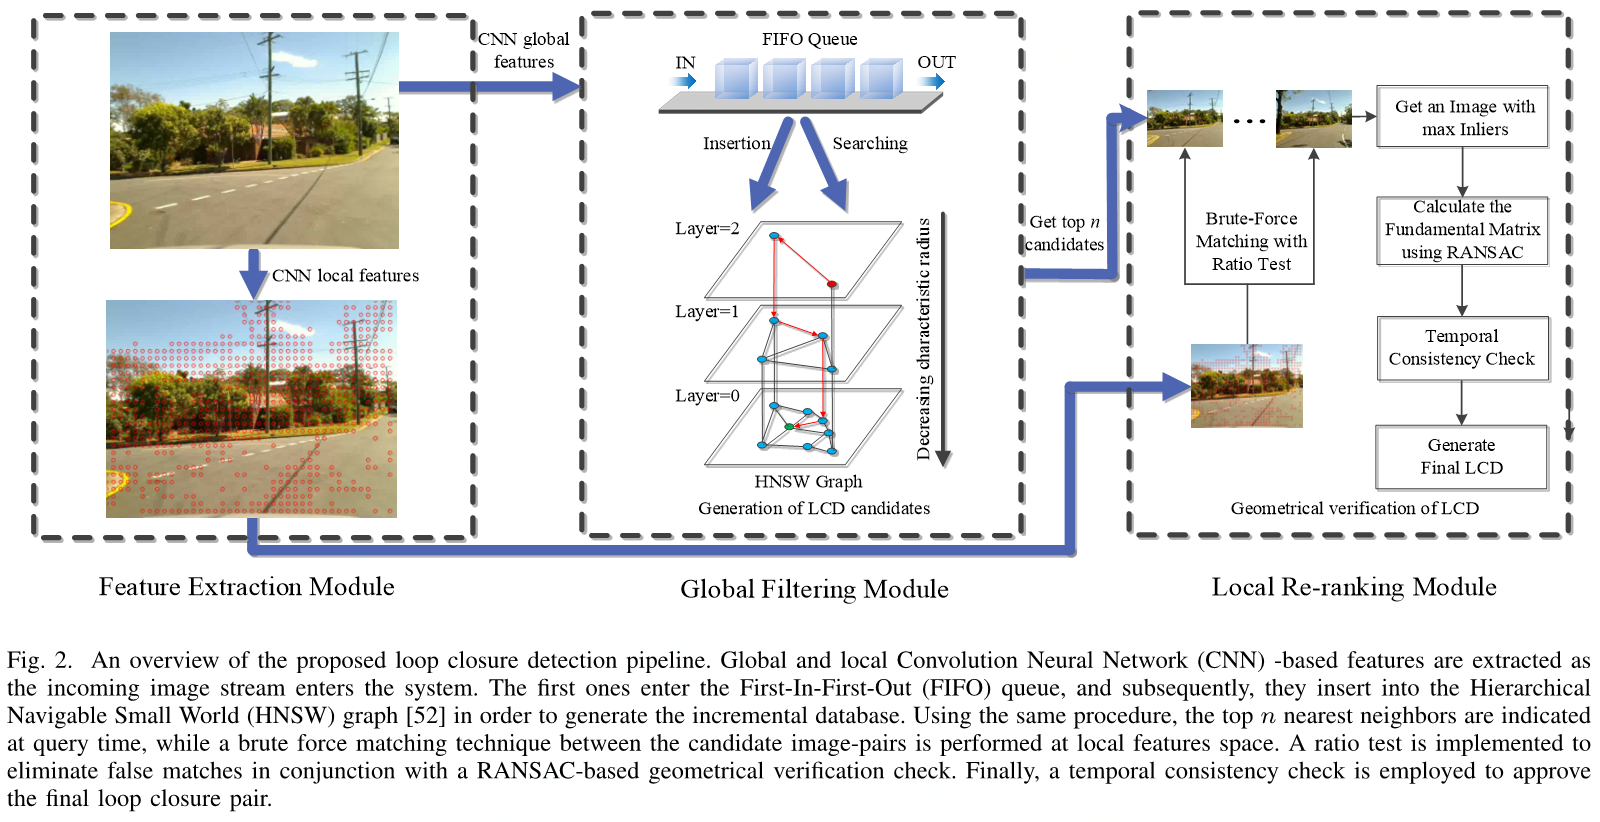 CNN global
features
CNN local features
Feature Extraction Module
FIFO Queue
IN
OUT
Insertion
Searching
Layer=2
Layer=1
Layer=0
Decreasing characteristic radius
HNSW Graph
Generation of LCD candidates
Global Filtering Module
Get top n
candidates
Brute-Force
Matching with
Ratio Test
Get an Image with
max Inliers
Calculate the
Fundamental Matrix
using RANSAC
Temporal
Consistency Check
Generate
Final LCD
Geometrical verification of LCD
Local Re-ranking Module
Fig. 2. An overview of the proposed loop closure detection pipeline. Global and local Convolution Neural Network (CNN) -based features are extracted as
the incoming image stream enters the system. The first ones enter the First-In-First-Out (FIFO) queue, and subsequently, they insert into the Hierarchical
Navigable Small World (HNSW) graph [52] in order to generate the incremental database. Using the same procedure, the top n nearest neighbors are indicated
at query time, while a brute force matching technique between the candidate image-pairs is performed at local features space. A ratio test is implemented to
eliminate false matches in conjunction with a RANSAC-based geometrical verification check. Finally, a temporal consistency check is employed to approve
the final loop closure pair.